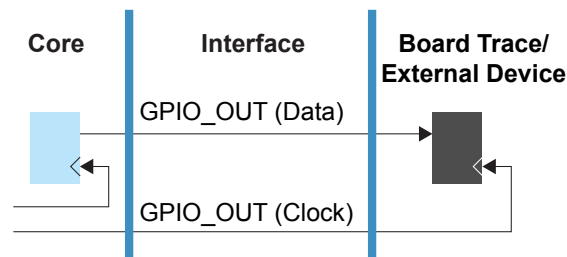 Core
Interface
Board Trace/
External Device
GPIO_OUT (Data)
GPIO_OUT (Clock)